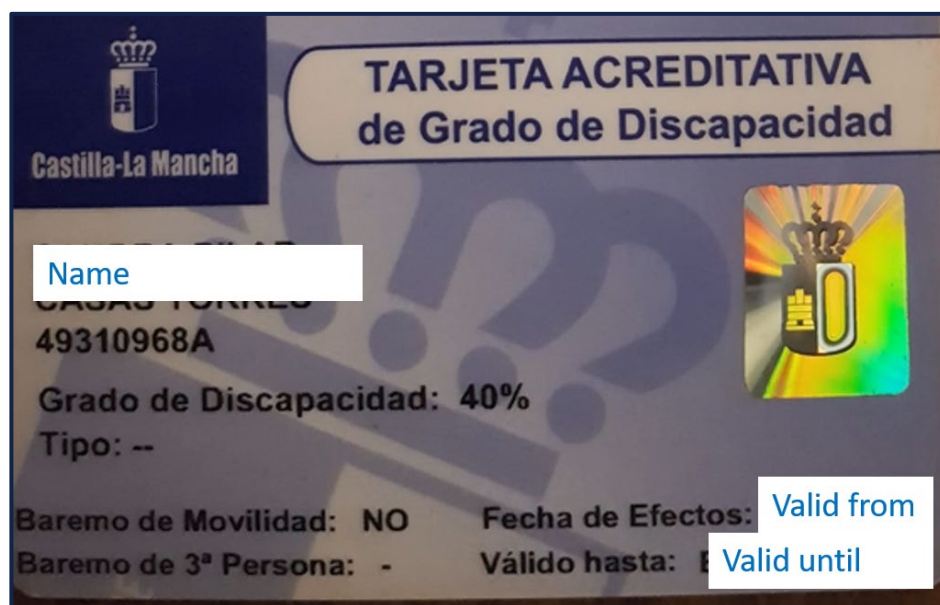 TARJETA ACREDITATIVA
de Grado de Discapacidad
Castilla-La Mancha
Name
49310968A
Grado de Discapacidad: 40%
Tipo: --
Baremo de Movilidad: NO
Fecha de Efectos: Valid from
Baremo de 3ª Persona: -
Válido hasta: Valid until